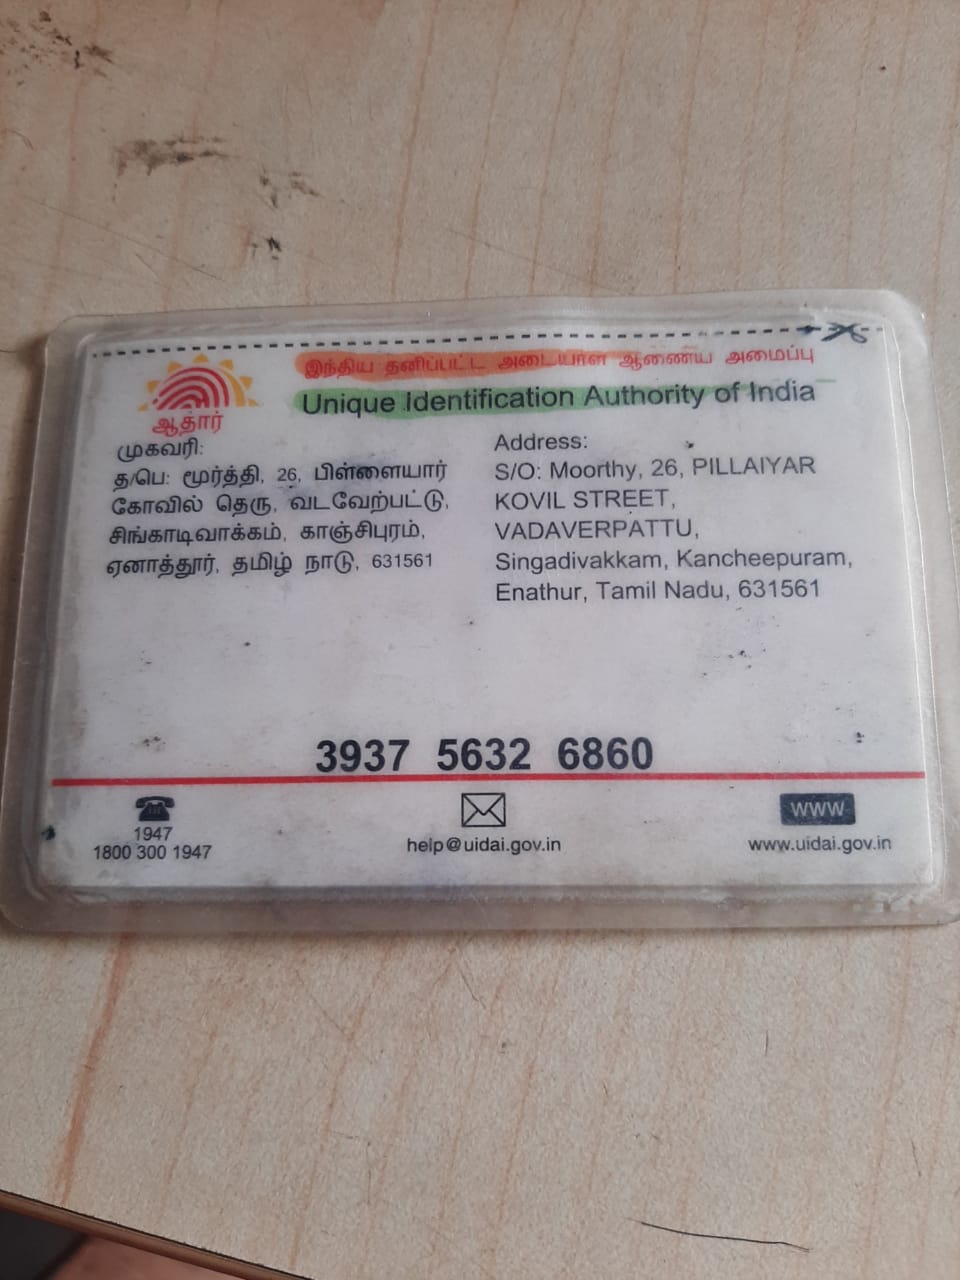 இந்திய தனிப்பட்ட அடையாள ஆணைய அமைப்பு
Unique Identification Authority of India
ஆதார்
முகவரி:
த/பெ: மூர்த்தி, 26, பிள்ளையார்
கோவில் தெரு, வடவேற்பட்டு,
சிங்காடிவாக்கம், காஞ்சிபுரம்,
ஏனாத்தூர், தமிழ் நாடு, 631561
Address:
S/O: Moorthy, 26, PILLAIYAR
KOVIL STREET,
VADAVERPATTU,
Singadivakkam, Kancheepuram,
Enathur, Tamil Nadu, 631561
3937 5632 6860
1947
1800 300 1947
help@uidai.gov.in
WWW
www.uidai.gov.in